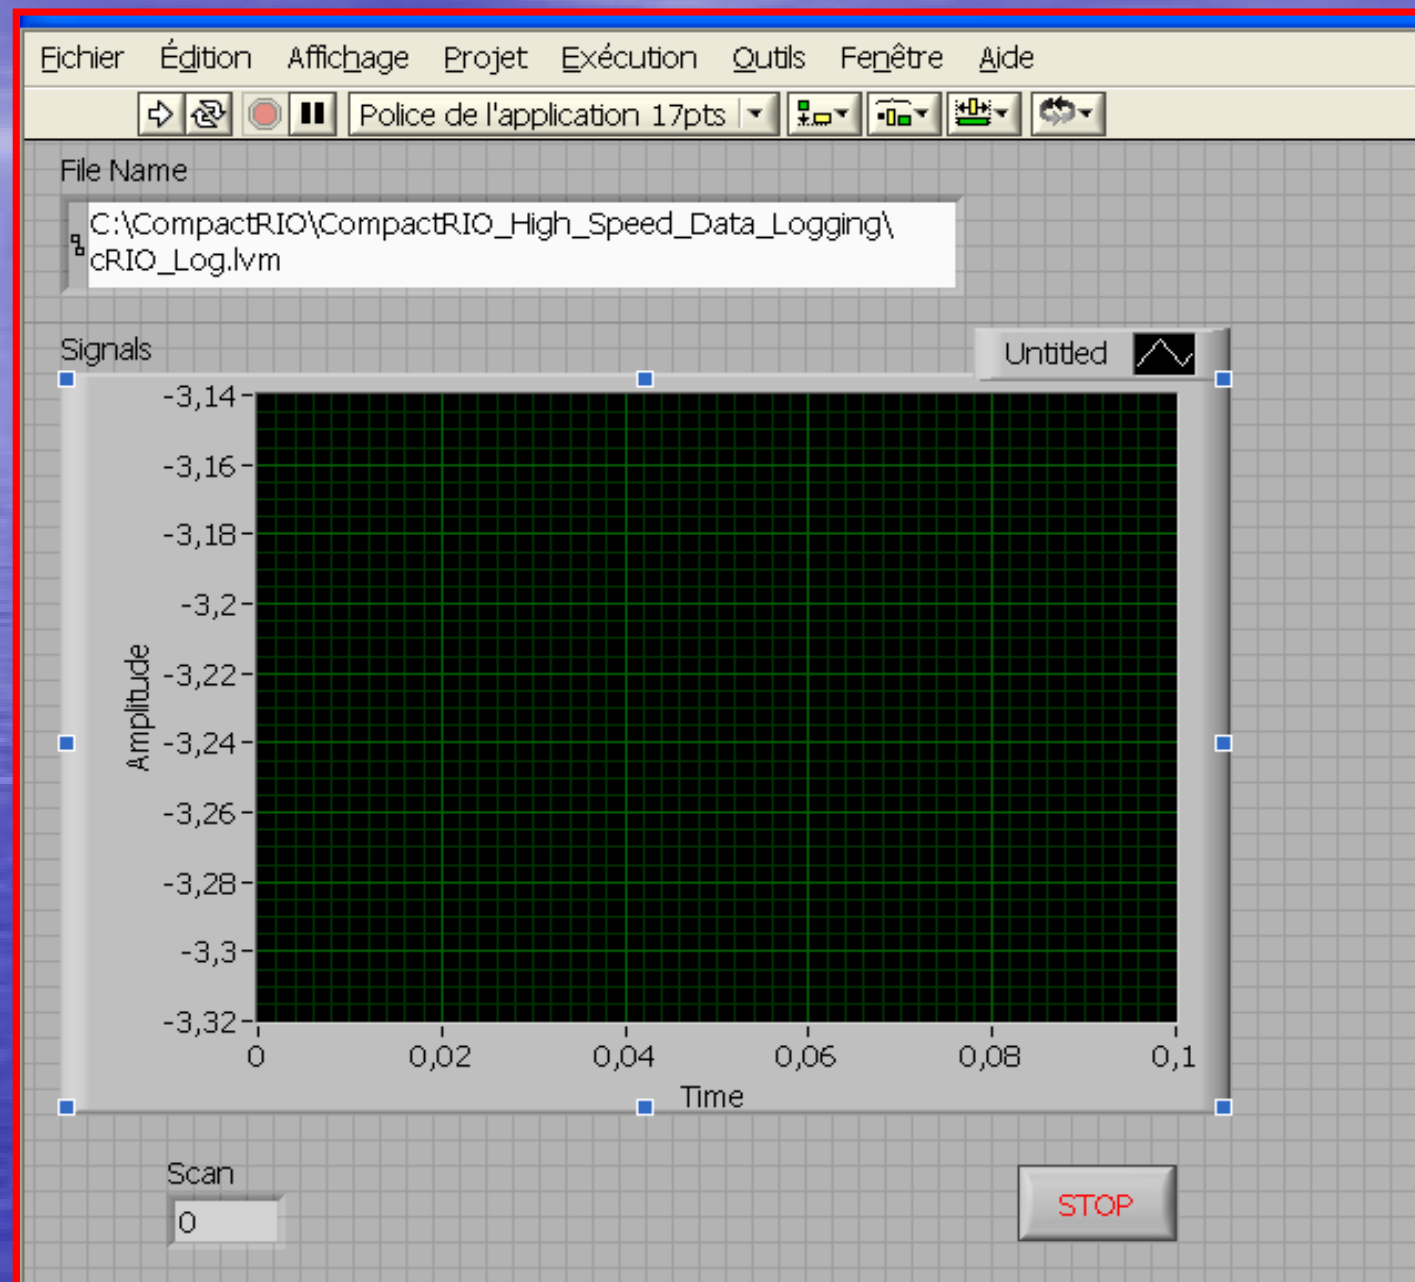 Fichier Édition Affichage Projet Exécution Outils Fenêtre Aide
Police de l'application 17pts
File Name
C:\CompactRIO\CompactRIO_High_Speed_Data_Logging\
cRIO_Log.lvm
Signals
Untitled
-3,14
-3,16
-3,18
-3,2
-3,22
-3,24
-3,26
-3,28
-3,3
-3,32
Amplitude
0 0,02 0,04 0,06 0,08 0,1
Time
Scan
0
STOP